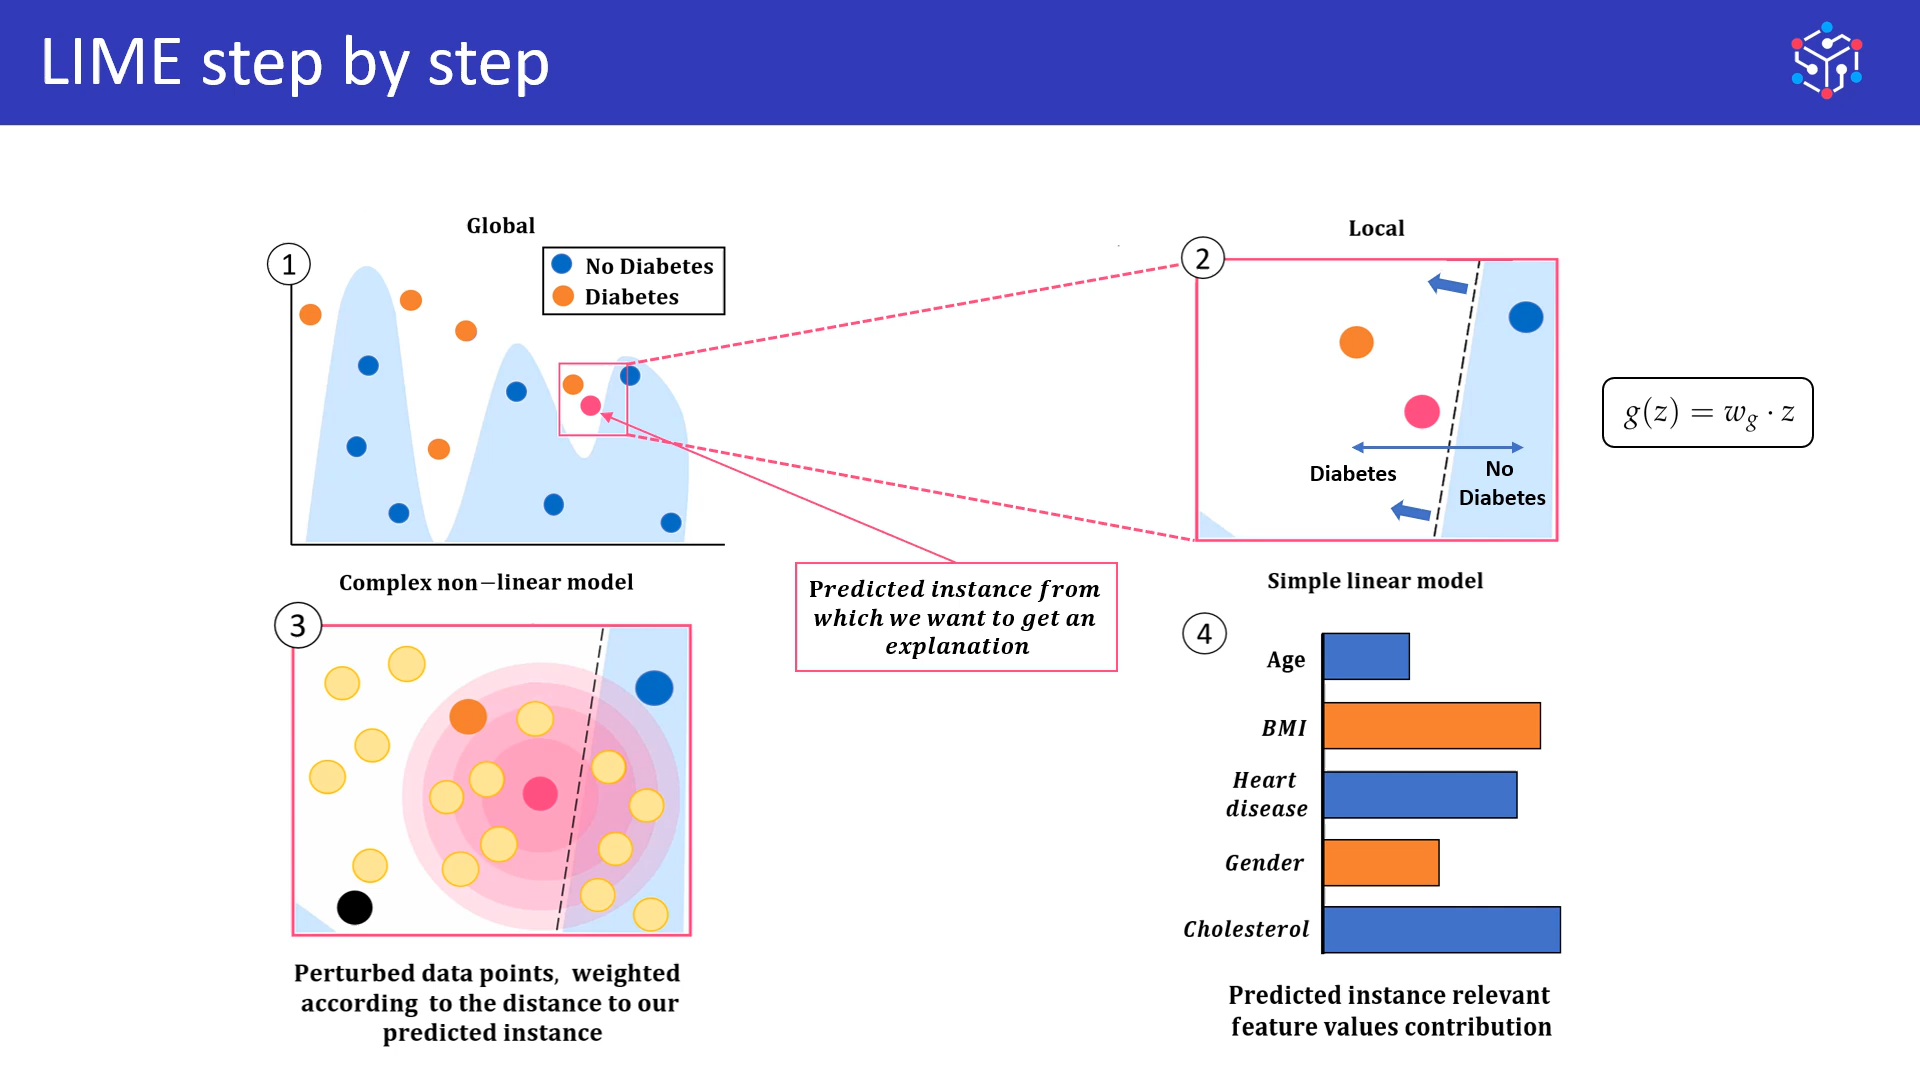 LIME step by step
Global
1
No Diabetes
Diabetes
Complex non−linear model
Local
2
Diabetes
No
Diabetes
Simple linear model
g(z) = w_g · z
Predicted instance from
which we want to get an
explanation
3
Perturbed data points, weighted
according to the distance to our
predicted instance
4
Age
BMI
Heart
disease
Gender
Cholesterol
Predicted instance relevant
feature values contribution